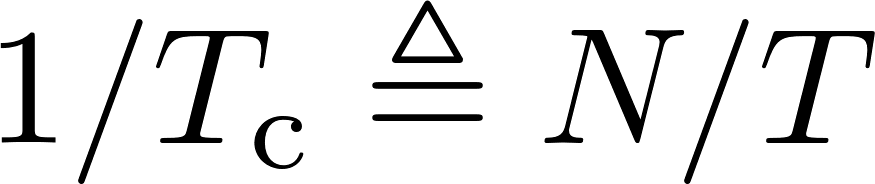 1/T_c ≜ N/T